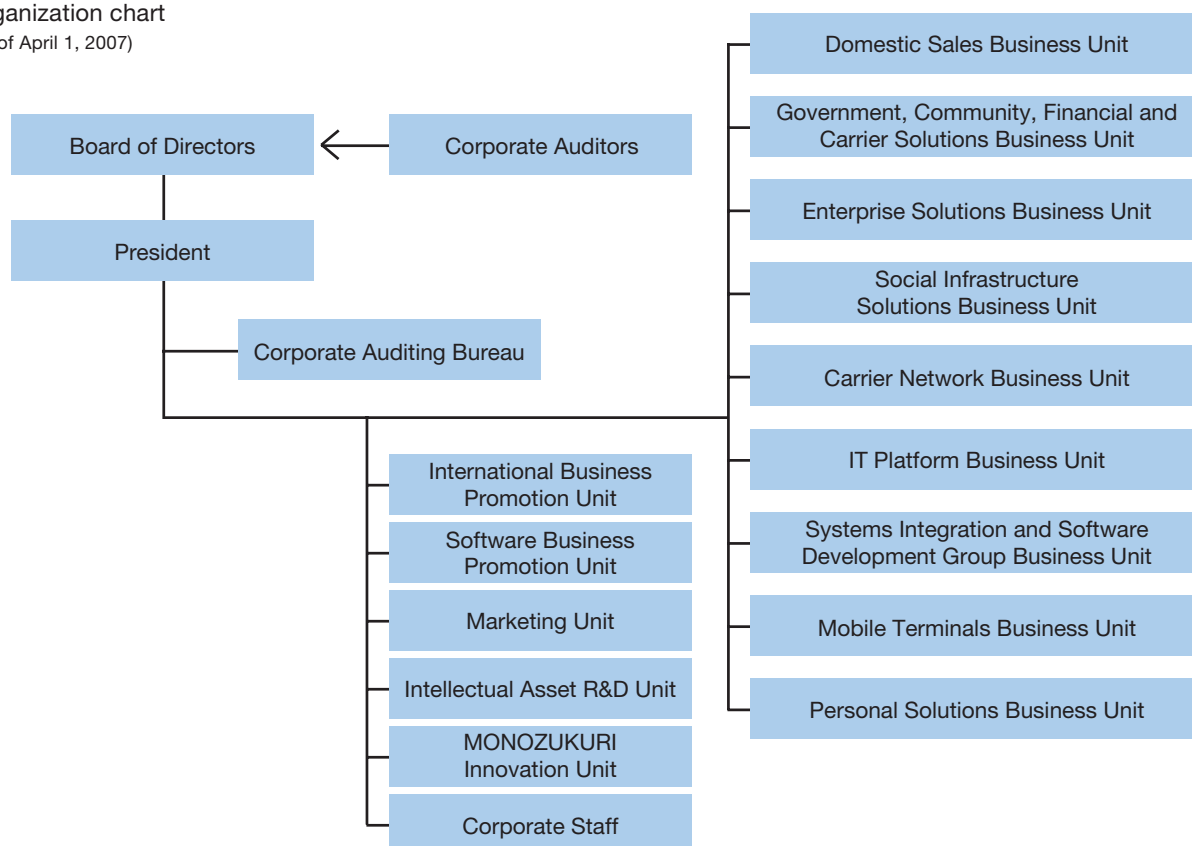 ganization chart
of April 1, 2007)
Board of Directors
Corporate Auditors
President
Corporate Auditing Bureau
International Business
Promotion Unit
Software Business
Promotion Unit
Marketing Unit
Intellectual Asset R&D Unit
MONOZUKURI
Innovation Unit
Corporate Staff
Domestic Sales Business Unit
Government, Community, Financial and
Carrier Solutions Business Unit
Enterprise Solutions Business Unit
Social Infrastructure
Solutions Business Unit
Carrier Network Business Unit
IT Platform Business Unit
Systems Integration and Software
Development Group Business Unit
Mobile Terminals Business Unit
Personal Solutions Business Unit